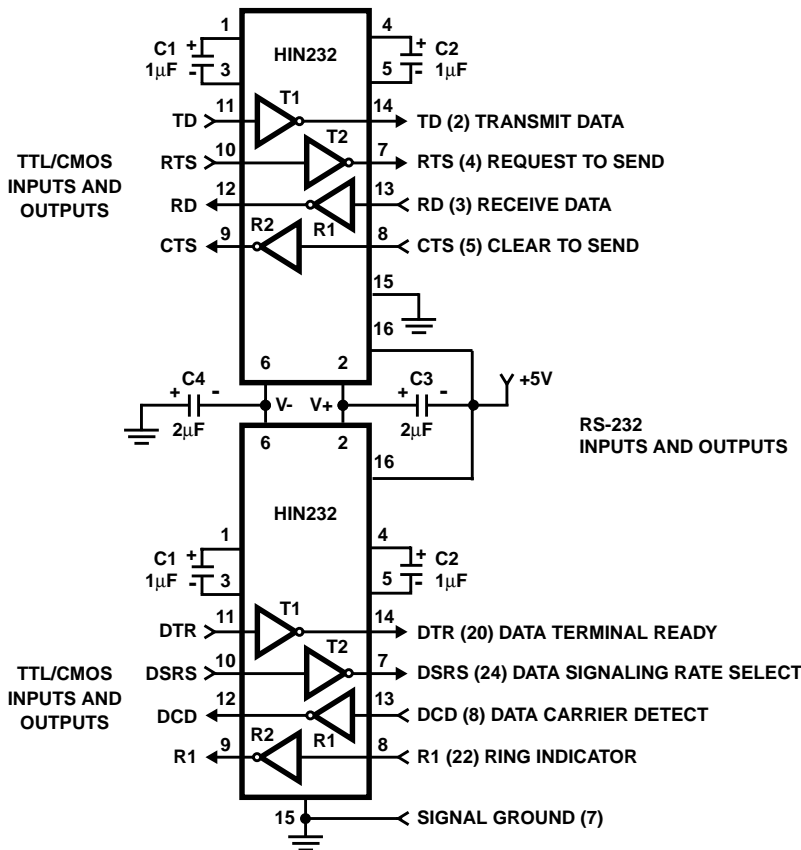 1 4
C1 + HIN232 + C2
1µF - 3 5 - 1µF
11 T1 14
TD TD (2) TRANSMIT DATA
10 T2 7
RTS RTS (4) REQUEST TO SEND
TTL/CMOS
INPUTS AND
OUTPUTS
12 13
RD R1 RD (3) RECEIVE DATA
9 R2 8
CTS CTS (5) CLEAR TO SEND
15
16
6 2
+5V
C4 C3
+ - V- V+ + -
2µF 2µF
RS-232
INPUTS AND OUTPUTS
6 2
16
HIN232
1 4
C1 + + C2
1µF - 3 5 - 1µF
11 T1 14
DTR DTR (20) DATA TERMINAL READY
10 T2 7
DSRS DSRS (24) DATA SIGNALING RATE SELECT
TTL/CMOS
INPUTS AND
OUTPUTS
12 13
DCD R1 DCD (8) DATA CARRIER DETECT
9 R2 8
R1 R1 (22) RING INDICATOR
15 SIGNAL GROUND (7)